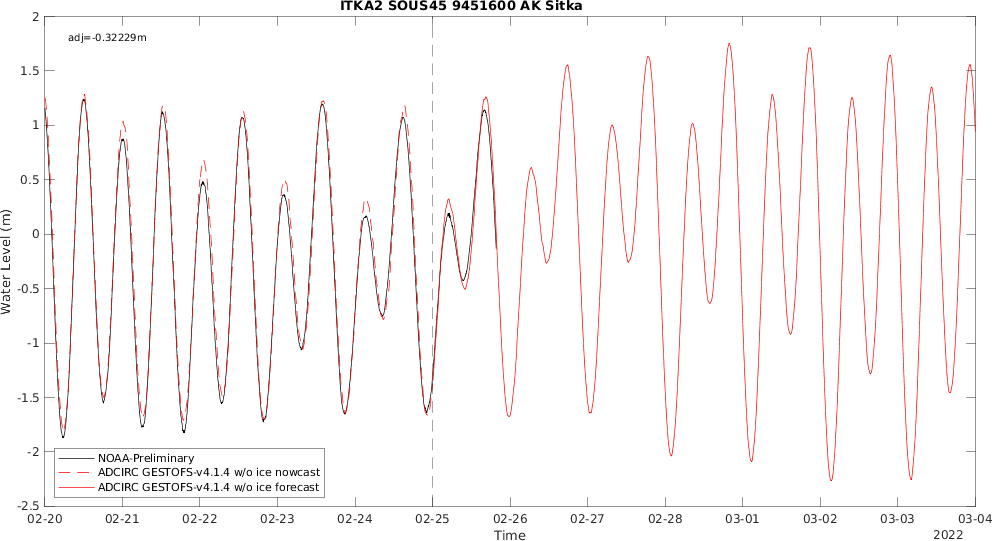 ITKA2 SOUS45 9451600 AK Sitka
adj=-0.32229m
Water Level (m)
2
1.5
1
0.5
0
-0.5
-1
-1.5
-2
-2.5
NOAA-Preliminary
ADCIRC GESTOFS-v4.1.4 w/o ice nowcast
ADCIRC GESTOFS-v4.1.4 w/o ice forecast
02-20 02-21 02-22 02-23 02-24 02-25 02-26 02-27 02-28 03-01 03-02 03-03 03-04
Time
2022